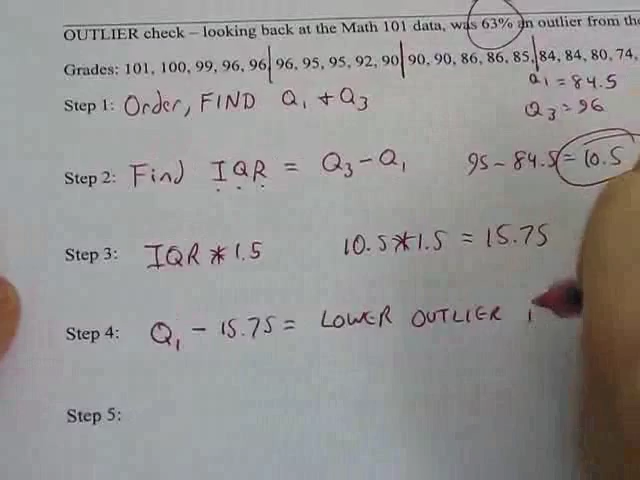 OUTLIER check – looking back at the Math 101 data, was 63% an outlier from the
Grades: 101, 100, 99, 96, 96 96, 95, 95, 92, 90 90, 90, 86, 86, 85, 84, 84, 80, 74,
Q1 = 84.5
Step 1: Order, FIND Q1 + Q3
Q3 = 96
Step 2: Find IQR = Q3 - Q1 95 - 84.5 = 10.5
Step 3: IQR * 1.5 10.5 * 1.5 = 15.75
Step 4: Q1 - 15.75 = LOWER OUTLIER
Step 5: